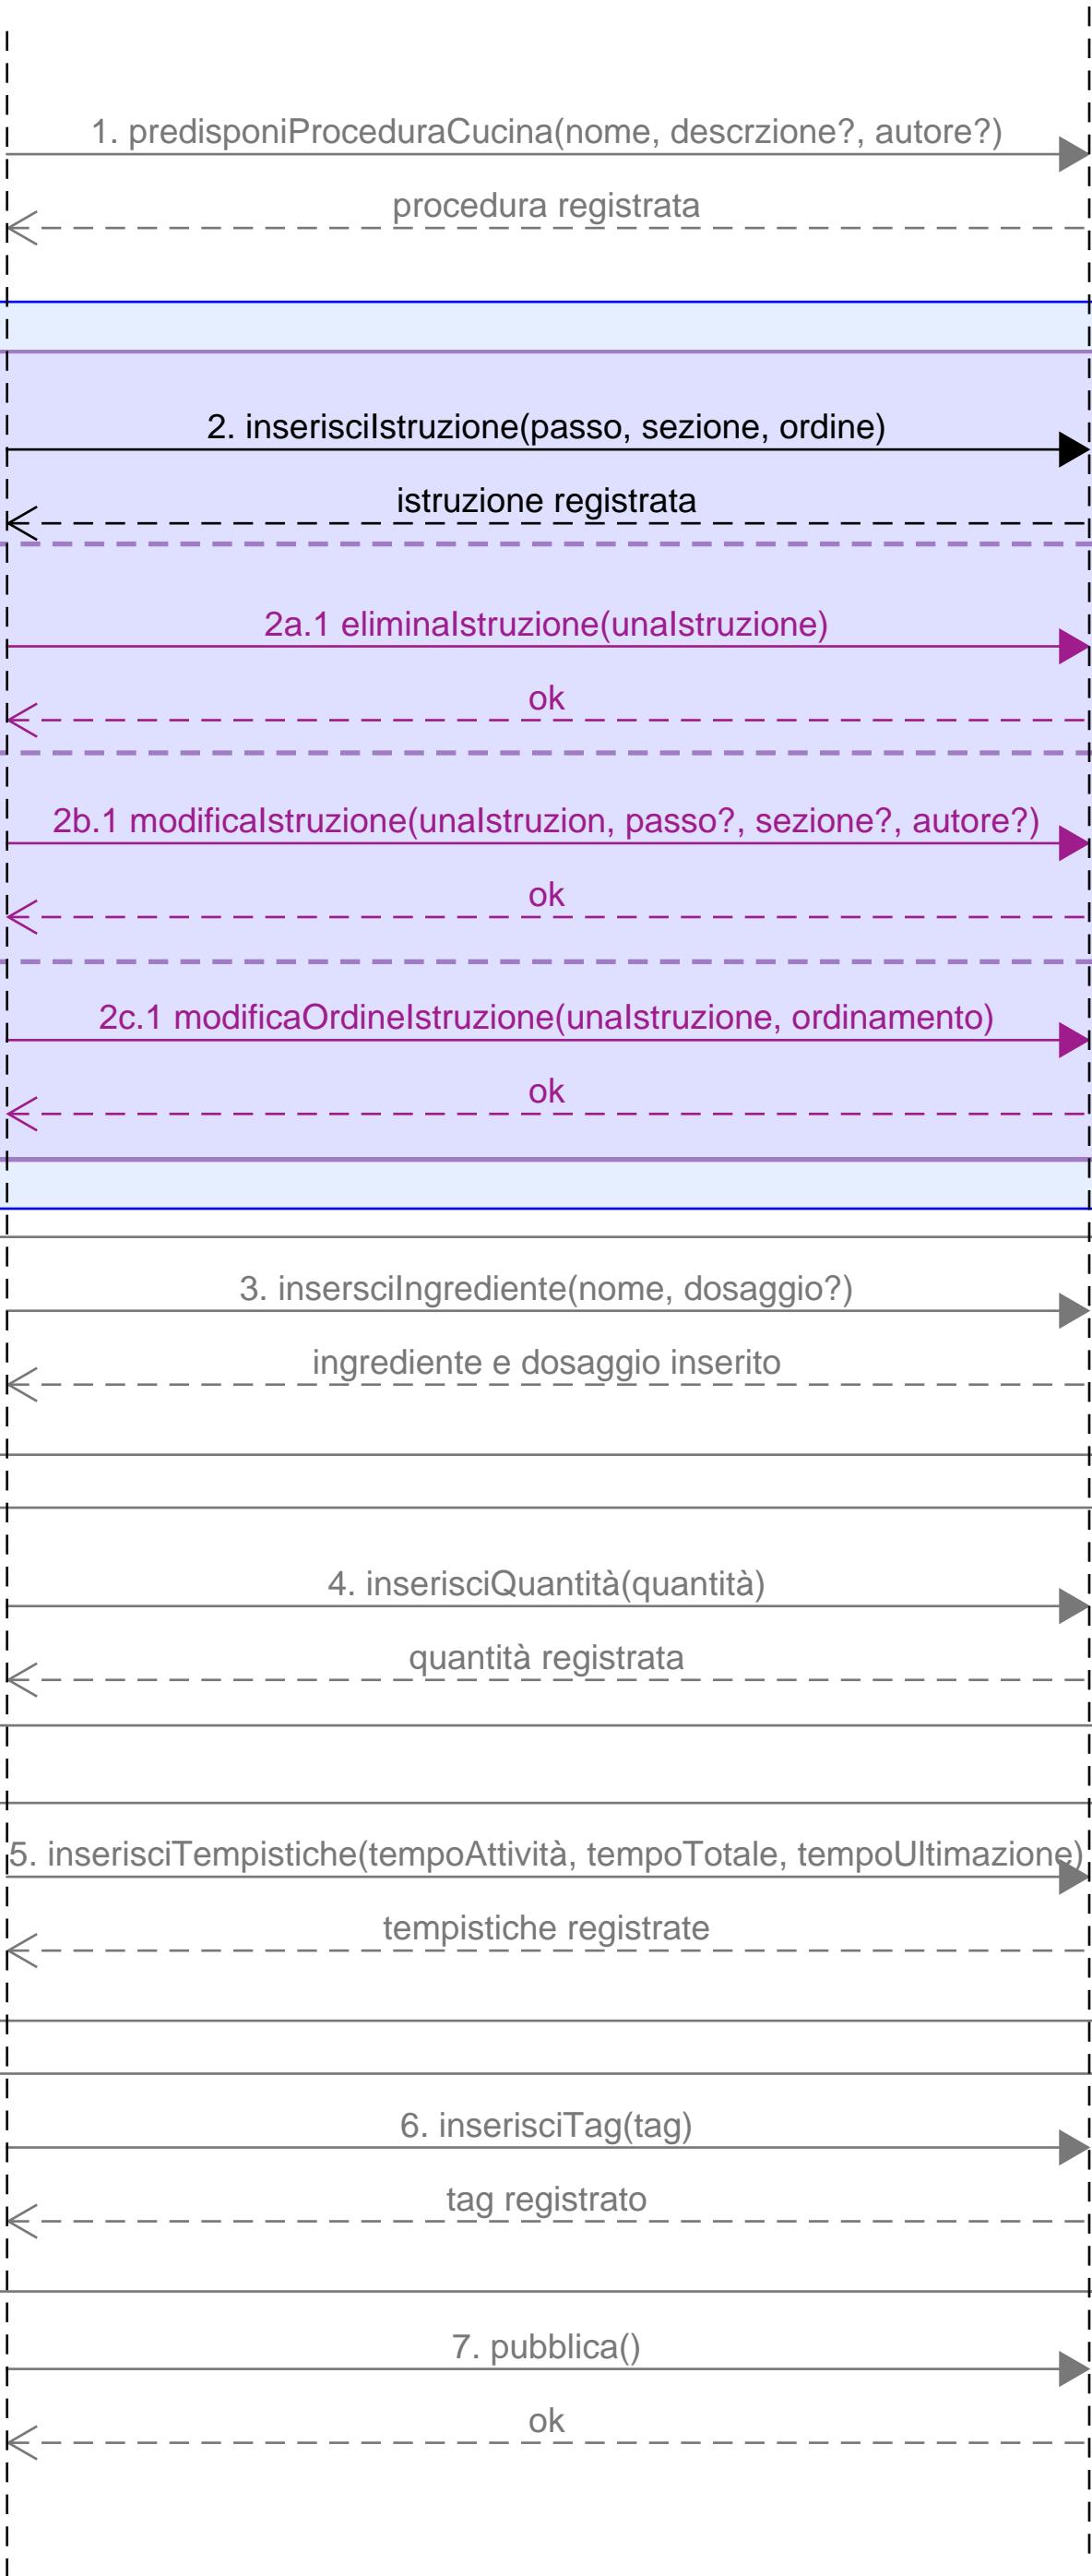 1. predisponiProceduraCucina(nome, descrzione?, autore?)
procedura registrata
2. inserisciIstruzione(passo, sezione, ordine)
istruzione registrata
2a.1 eliminaIstruzione(unaIstruzione)
ok
2b.1 modificaIstruzione(unaIstruzion, passo?, sezione?, autore?)
ok
2c.1 modificaOrdineIstruzione(unaIstruzione, ordinamento)
ok
3. insersciIngrediente(nome, dosaggio?)
ingrediente e dosaggio inserito
4. inserisciQuantità(quantità)
quantità registrata
5. inserisciTempistiche(tempoAttività, tempoTotale, tempoUltimazione)
tempistiche registrate
6. inserisciTag(tag)
tag registrato
7. pubblica()
ok